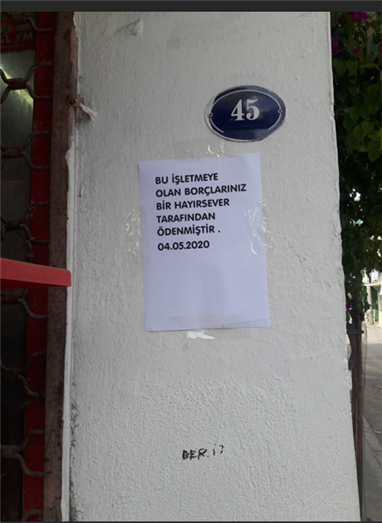 45
BU İŞLETMEYE
OLAN BORÇLARINIZ
BİR HAYIRSEVER
TARAFINDAN
ÖDENMİŞTİR .
04.05.2020